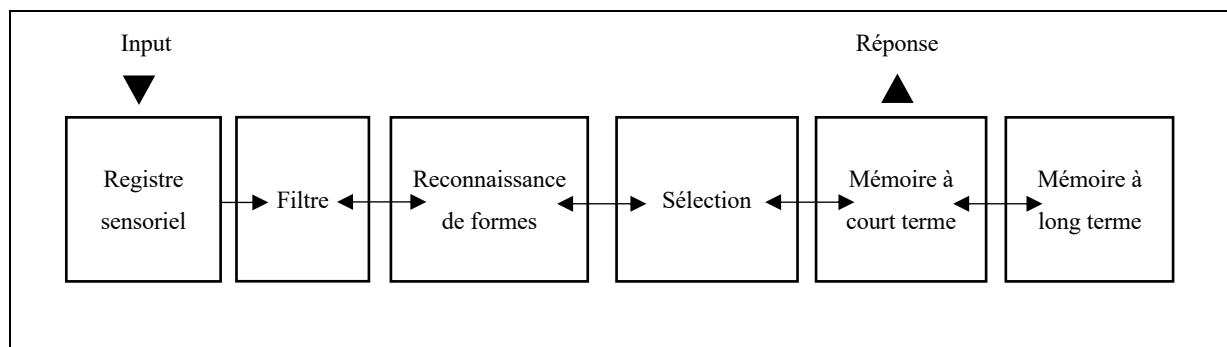 Input
Réponse
Registre
sensoriel
Filtre
Reconnaissance
de formes
Sélection
Mémoire à
court terme
Mémoire à
long terme